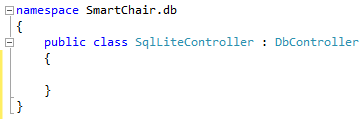 namespace SmartChair.db
{
    public class SqlLiteController : DbController
    {

    }
}